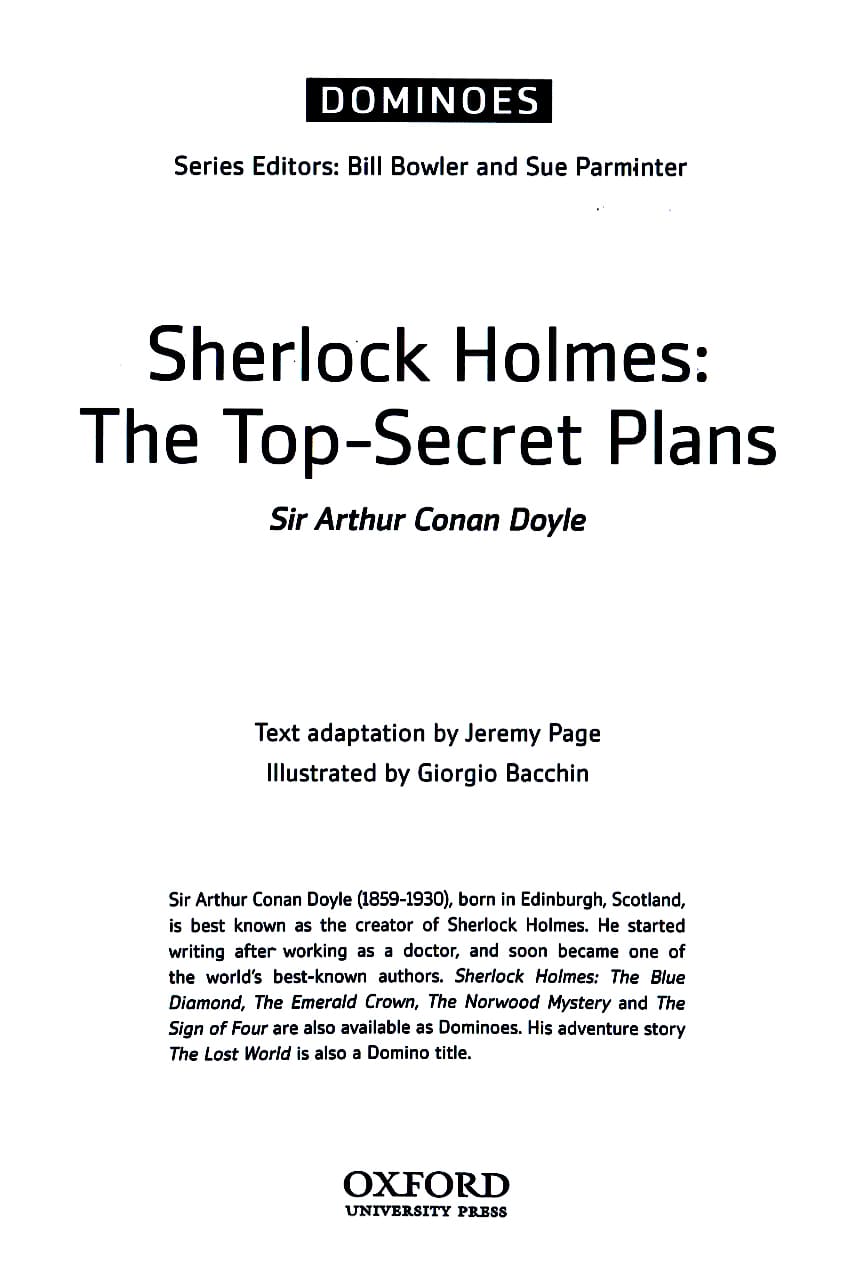 DOMINOES
Series Editors: Bill Bowler and Sue Parminter
Sherlock Holmes:
The Top-Secret Plans
Sir Arthur Conan Doyle
Text adaptation by Jeremy Page
Illustrated by Giorgio Bacchin
Sir Arthur Conan Doyle (1859-1930), born in Edinburgh, Scotland,
is best known as the creator of Sherlock Holmes. He started
writing after working as a doctor, and soon became one of
the world's best-known authors. Sherlock Holmes: The Blue
Diamond, The Emerald Crown, The Norwood Mystery and The
Sign of Four are also available as Dominoes. His adventure story
The Lost World is also a Domino title.
OXFORD
UNIVERSITY PRESS